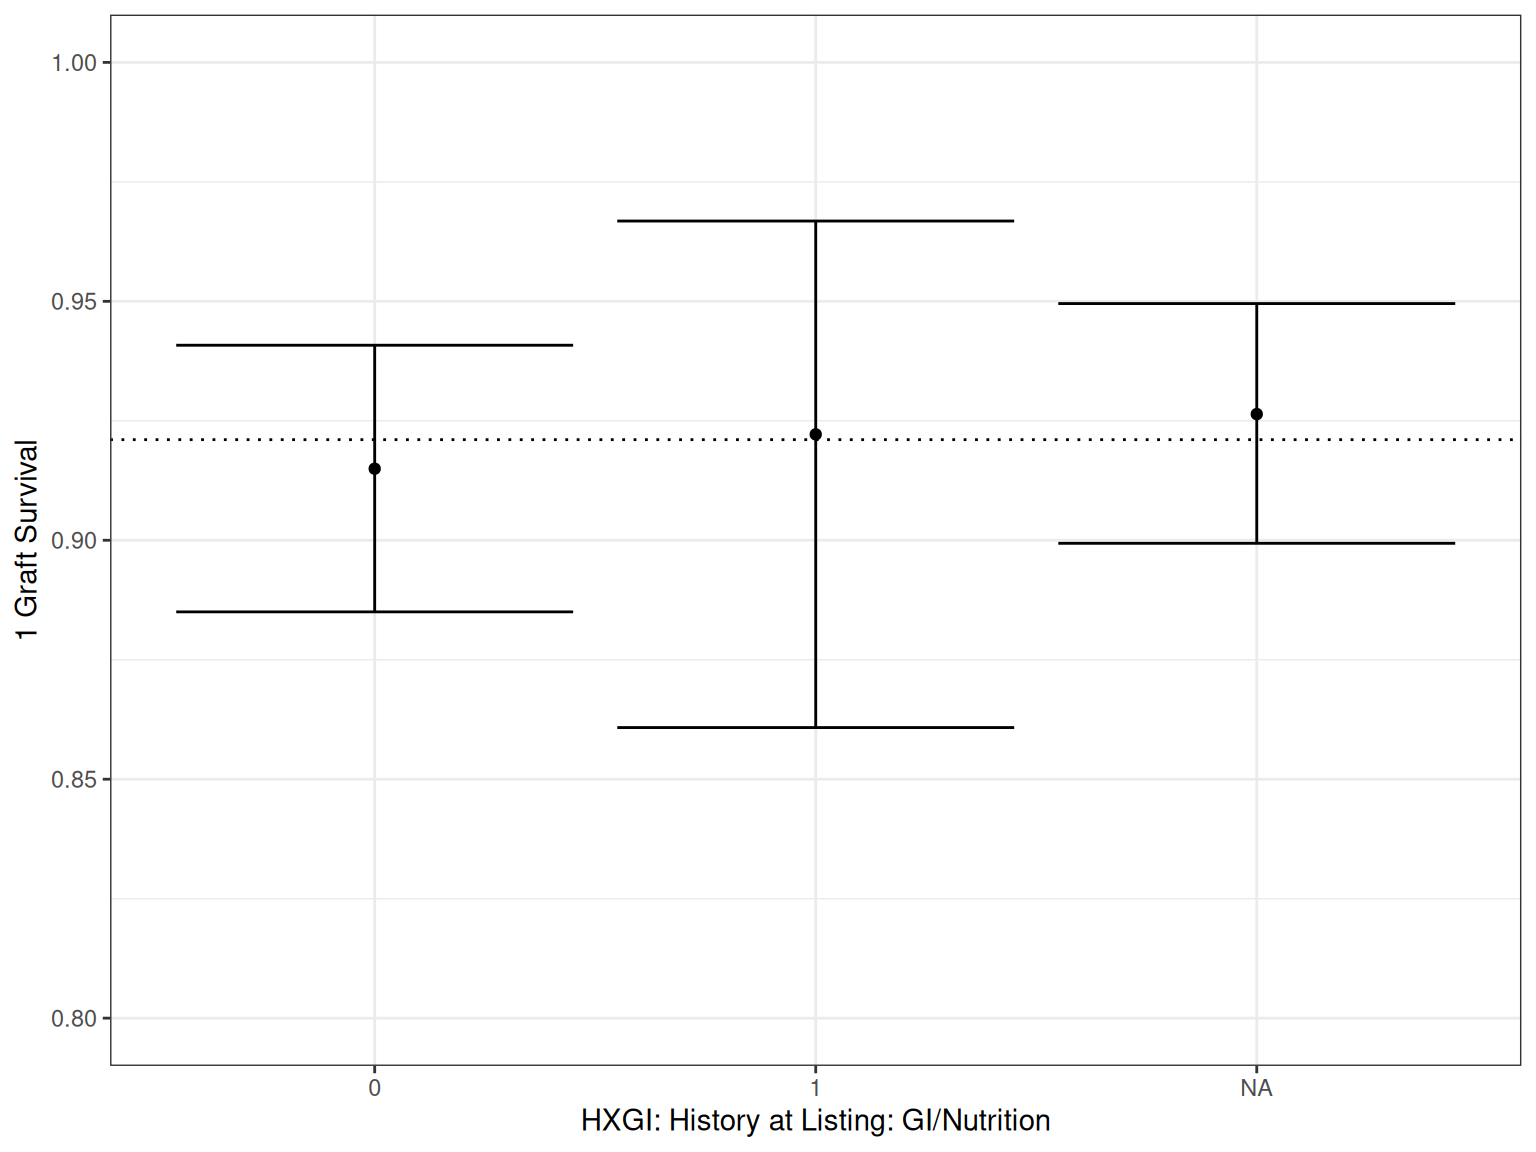 1.00
0.95
0.90
0.85
0.80
1 Graft Survival
0 1 NA
HXGI: History at Listing: GI/Nutrition